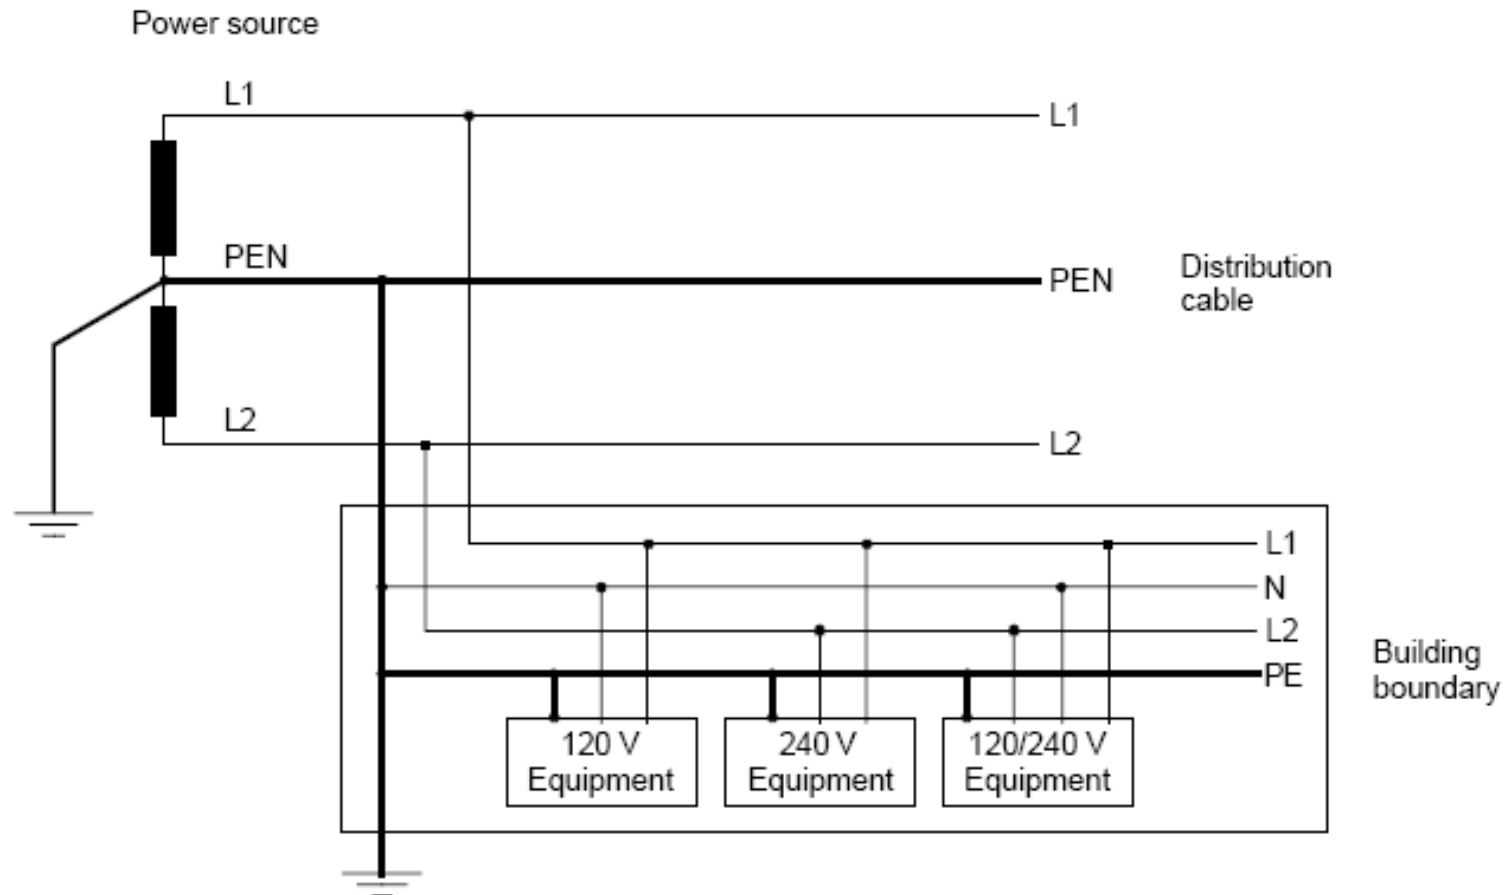 Power source
L1
L1
PEN
PEN
Distribution
cable
L2
L2
L1
N
L2
PE
Building
boundary
120 V
Equipment
240 V
Equipment
120/240 V
Equipment